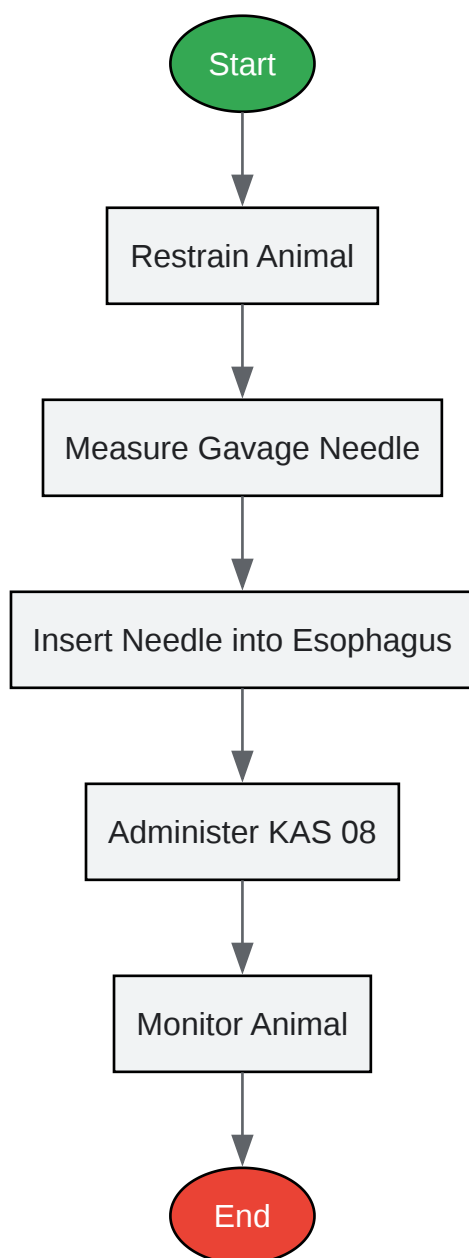 Start
Restrain Animal
Measure Gavage Needle
Insert Needle into Esophagus
Administer KAS 08
Monitor Animal
End